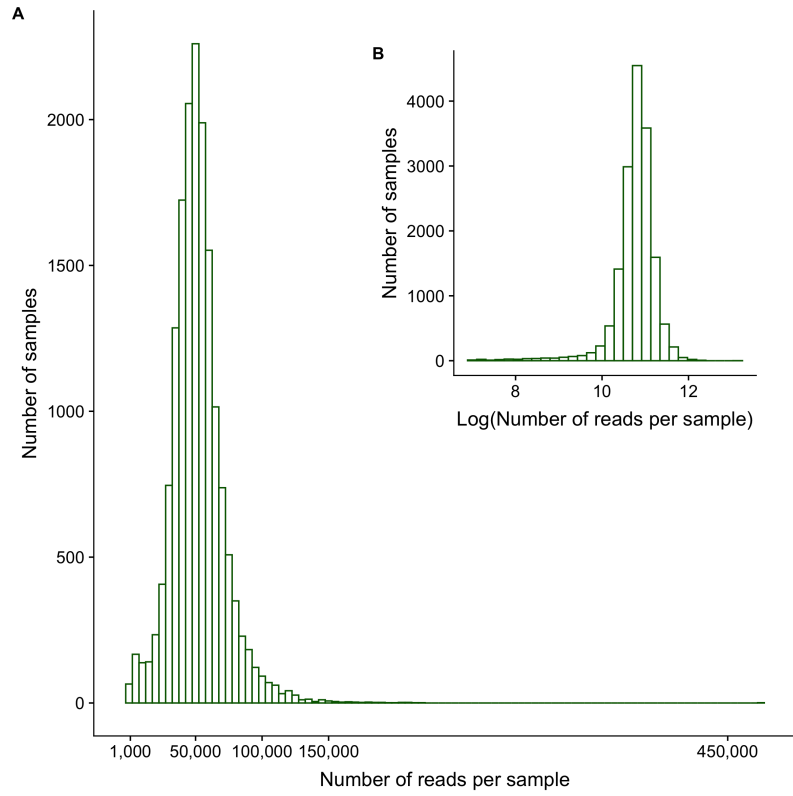 A
Number of samples
2000
1500
1000
500
0
1,000 50,000 100,000 150,000 450,000
Number of reads per sample
B
Number of samples
4000
3000
2000
1000
0
8 10 12
Log(Number of reads per sample)